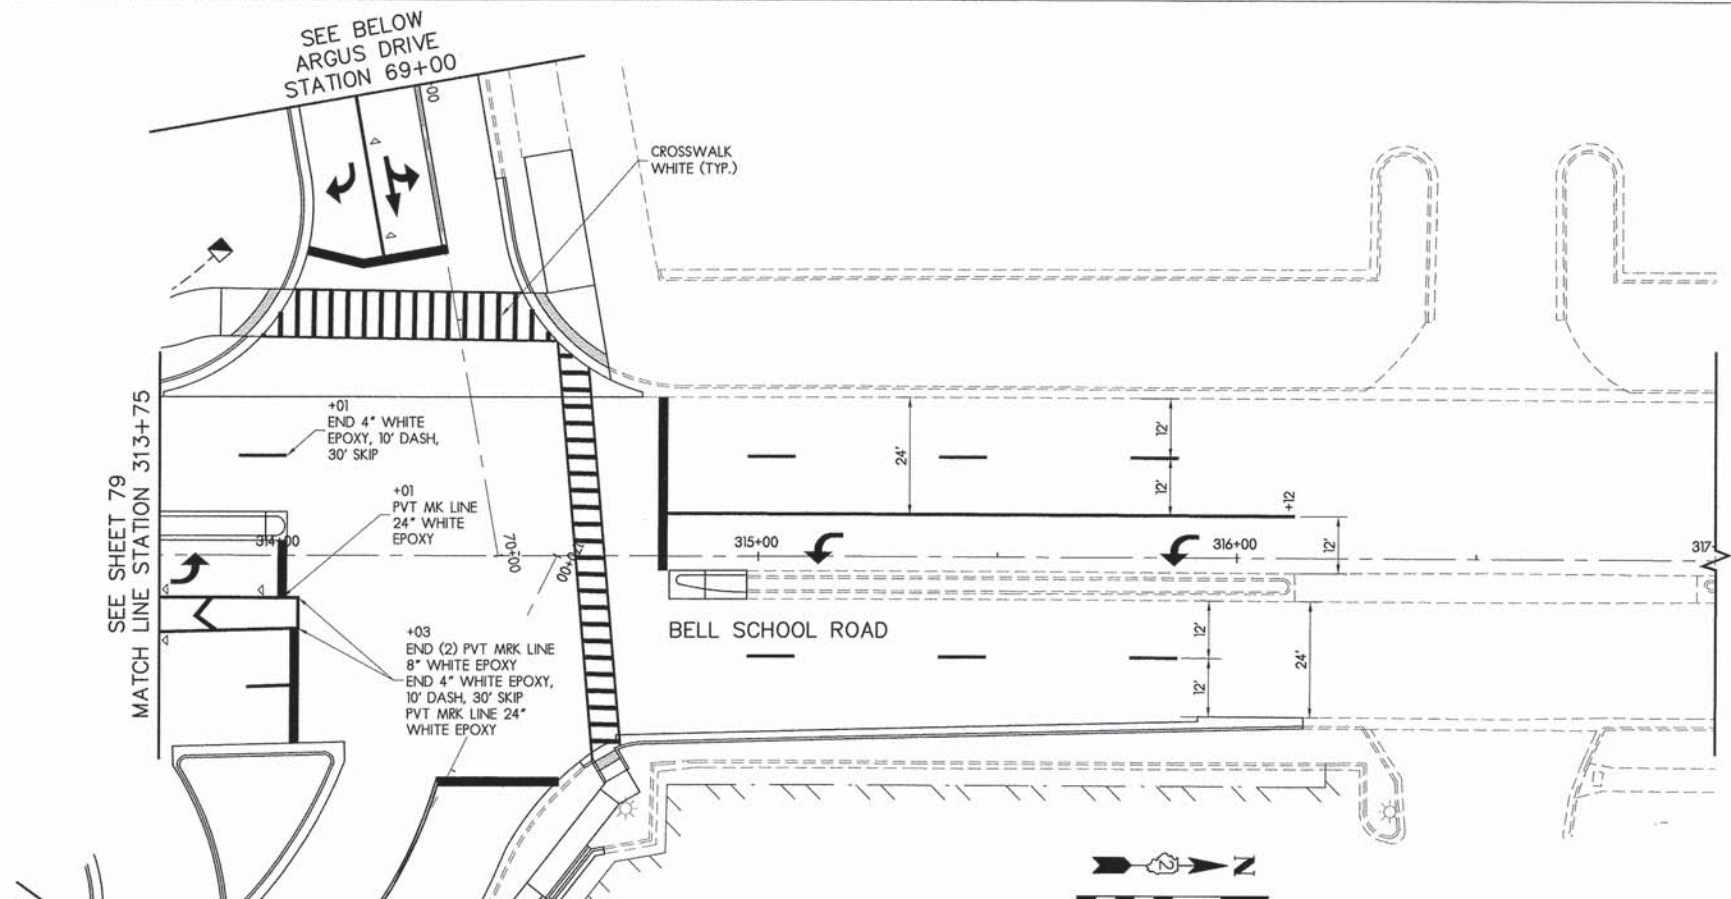 SEE BELOW
ARGUS DRIVE
STATION 69+00
CROSSWALK
WHITE (TYP.)
SEE SHEET 79
MATCH LINE STATION 313+75
+01
END 4" WHITE
EPOXY, 10' DASH,
30' SKIP
+01
PVT MK LINE
24" WHITE
EPOXY
314+00
70+00
170+00
315+00
316+00
317
24'
12'
12'
+12
12'
BELL SCHOOL ROAD
12'
12'
24'
+03
END (2) PVT MRK LINE
8" WHITE EPOXY
END 4" WHITE EPOXY,
10' DASH, 30' SKIP
PVT MRK LINE 24"
WHITE EPOXY
2
N